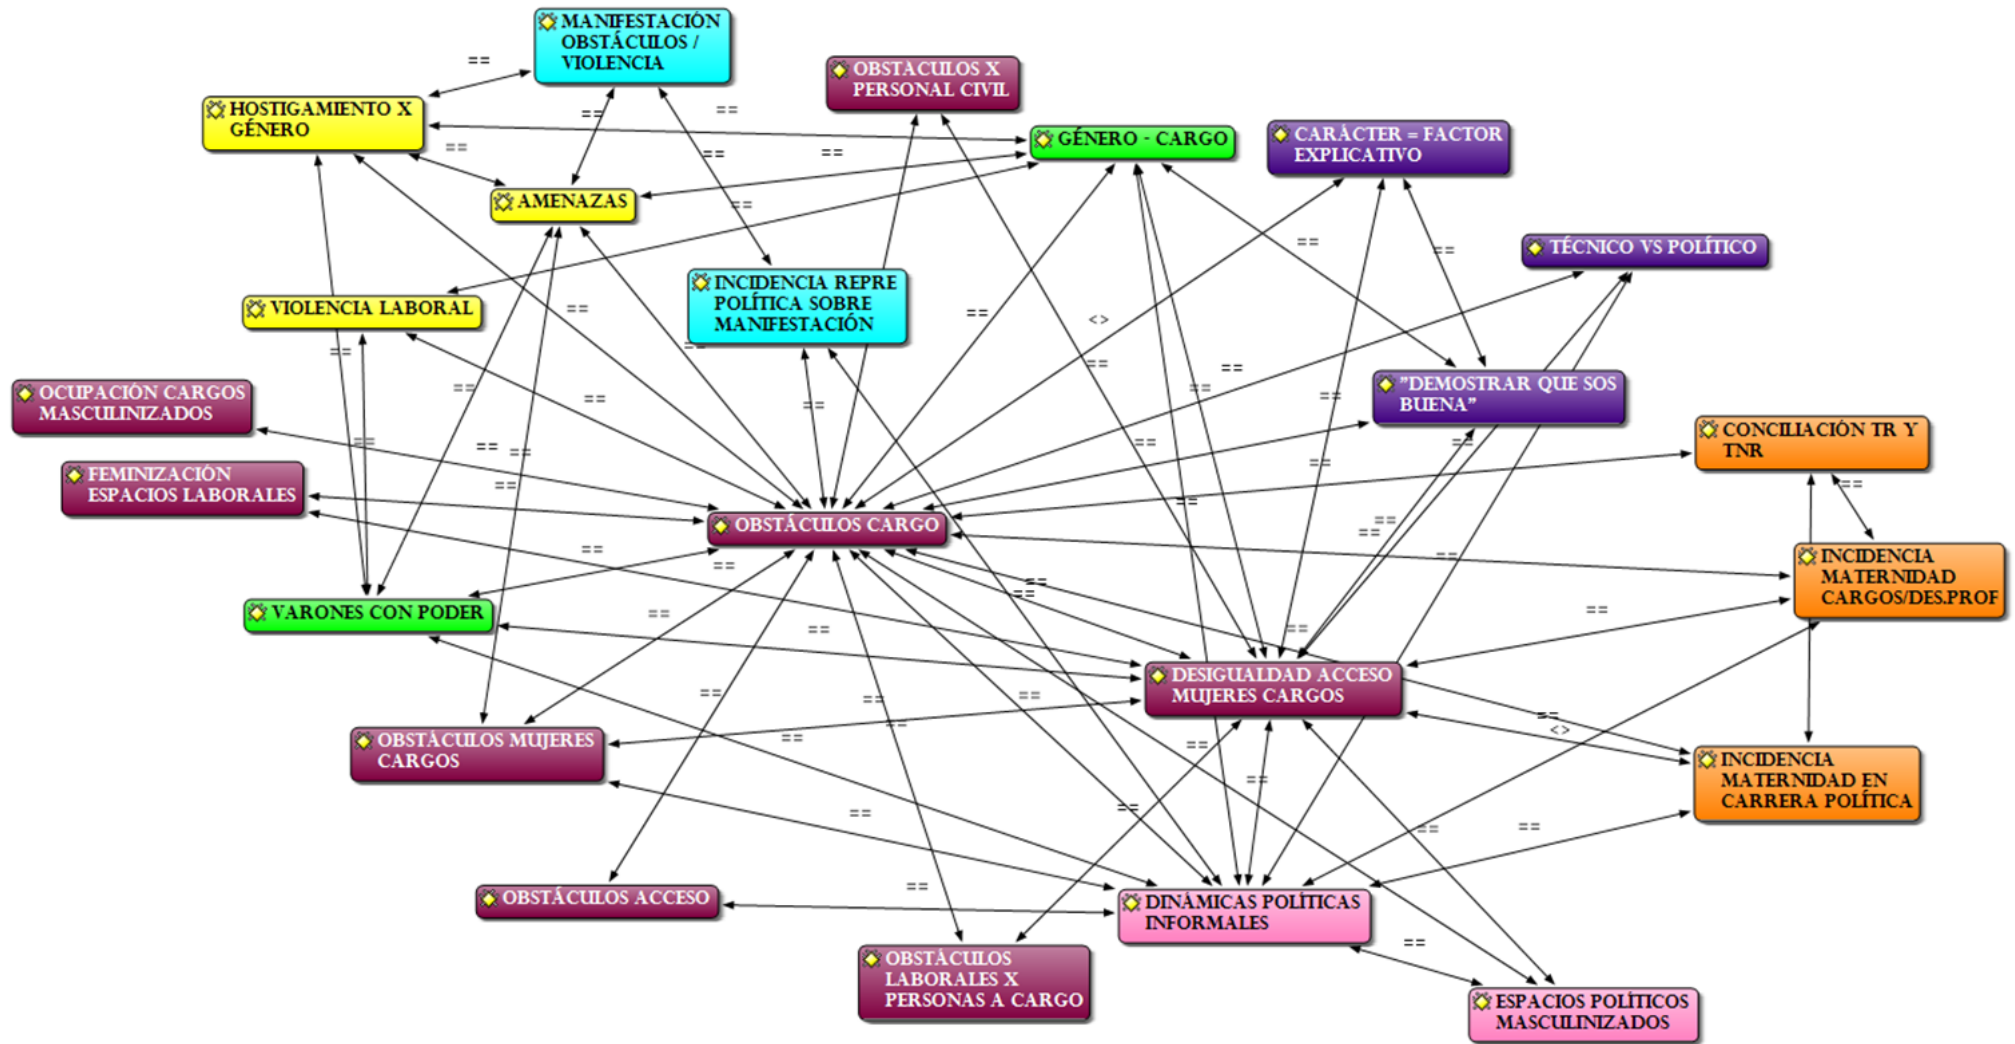 MANIFESTACIÓN
OBSTÁCULOS /
VIOLENCIA
==
OBSTACULOS X
PERSONAL CIVIL
HOSTIGAMIENTO X
GÉNERO
==
==
GÉNERO - CARGO
CARÁCTER = FACTOR
EXPLICATIVO
==
==
==
AMENAZAS
==
TÉCNICO VS POLÍTICO
==
==
INCIDENCIA REPRE
POLÍTICA SOBRE
MANIFESTACIÓN
VIOLENCIA LABORAL
==
==
<>
==
==
==
==
"DEMOSTRAR QUE SOS
BUENA"
OCUPACIÓN CARGOS
MASCULINIZADOS
==
==
==
==
==
CONCILIACIÓN TR Y
TNR
==
==
==
==
==
==
FEMINIZACIÓN
ESPACIOS LABORALES
==
==
==
OBSTÁCULOS CARGO
==
==
==
==
INCIDENCIA
MATERNIDAD
CARGOS/DES.PROF
==
==
==
==
VARONES CON PODER
==
==
==
==
DESIGUALDAD ACCESO
MUJERES CARGOS
==
==
==
==
==
<>
OBSTÁCULOS MUJERES
CARGOS
==
==
INCIDENCIA
MATERNIDAD EN
CARRERA POLÍTICA
==
==
==
==
==
OBSTÁCULOS ACCESO
==
DINÁMICAS POLÍTICAS
INFORMALES
==
OBSTÁCULOS
LABORALES X
PERSONAS A CARGO
ESPACIOS POLÍTICOS
MASCULINIZADOS